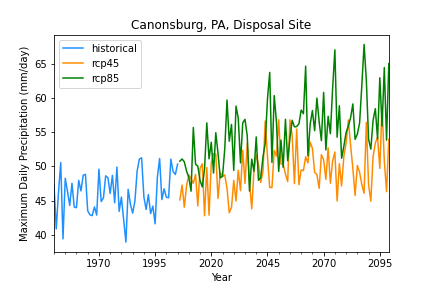 Canonsburg, PA, Disposal Site
historical
rcp45
rcp85
Maximum Daily Precipitation (mm/day)
65
60
55
50
45
40
1970
1995
2020
2045
2070
2095
Year